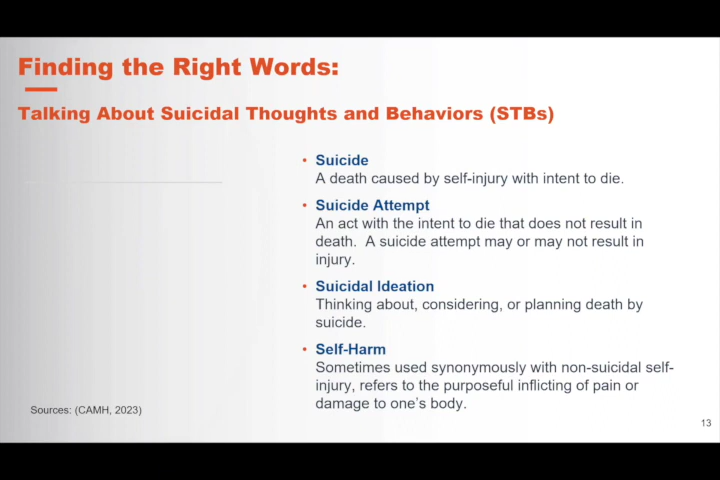 Finding the Right Words:
Talking About Suicidal Thoughts and Behaviors (STBs)
• Suicide
A death caused by self-injury with intent to die.
• Suicide Attempt
An act with the intent to die that does not result in
death.  A suicide attempt may or may not result in
injury.
• Suicidal Ideation
Thinking about, considering, or planning death by
suicide.
• Self-Harm
Sometimes used synonymously with non-suicidal self-
injury, refers to the purposeful inflicting of pain or
damage to one’s body.
Sources: (CAMH, 2023)
13